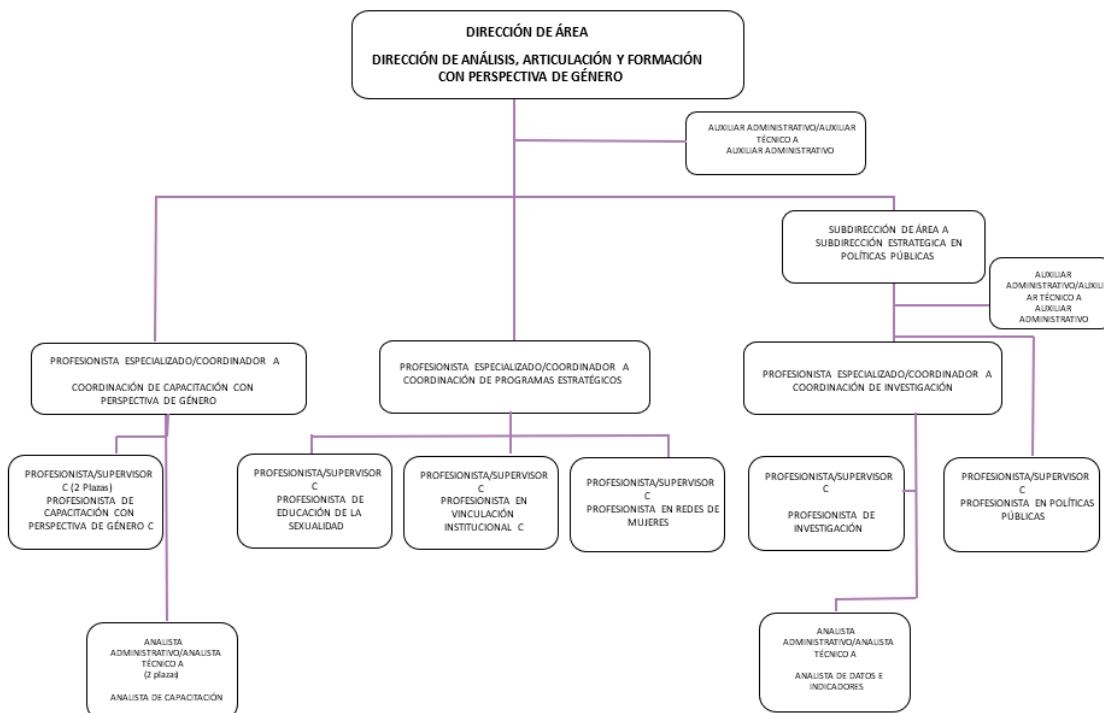 DIRECCIÓN DE ÁREA
DIRECCIÓN DE ANÁLISIS, ARTICULACIÓN Y FORMACIÓN
CON PERSPECTIVA DE GÉNERO
AUXILIAR ADMINISTRATIVO/AUXILIAR
TÉCNICO A
AUXILIAR ADMINISTRATIVO
SUBDIRECCIÓN DE ÁREA A
SUBDIRECCIÓN ESTRATEGICA EN
POLÍTICAS PÚBLICAS
AUXILIAR
ADMINISTRATIVO/AUXILI
AR TÉCNICO A
AUXILIAR
ADMINISTRATIVO
PROFESIONISTA ESPECIALIZADO/COORDINADOR A
COORDINACIÓN DE CAPACITACIÓN CON
PERSPECTIVA DE GÉNERO
PROFESIONISTA ESPECIALIZADO/COORDINADOR A
COORDINACIÓN DE PROGRAMAS ESTRATÉGICOS
PROFESIONISTA ESPECIALIZADO/COORDINADOR A
COORDINACIÓN DE INVESTIGACIÓN
PROFESIONISTA/SUPERVISOR
C (2 Plazas)
PROFESIONISTA DE
CAPACITACIÓN CON
PERSPECTIVA DE GÉNERO C
PROFESIONISTA/SUPERVISOR
C
PROFESIONISTA DE
EDUCACIÓN DE LA
SEXUALIDAD
PROFESIONISTA/SUPERVISOR
C
PROFESIONISTA EN
VINCULACIÓN
INSTITUCIONAL C
PROFESIONISTA/SUPERVISOR
C
PROFESIONISTA EN REDES DE
MUJERES
PROFESIONISTA/SUPERVISOR
C
PROFESIONISTA DE
INVESTIGACIÓN
PROFESIONISTA/SUPERVISOR
C
PROFESIONISTA EN POLÍTICAS
PÚBLICAS
ANALISTA
ADMINISTRATIVO/ANALISTA
TÉCNICO A
(2 plazas)
ANALISTA DE CAPACITACIÓN
ANALISTA
ADMINISTRATIVO/ANALISTA
TÉCNICO A
ANALISTA DE DATOS E
INDICADORES